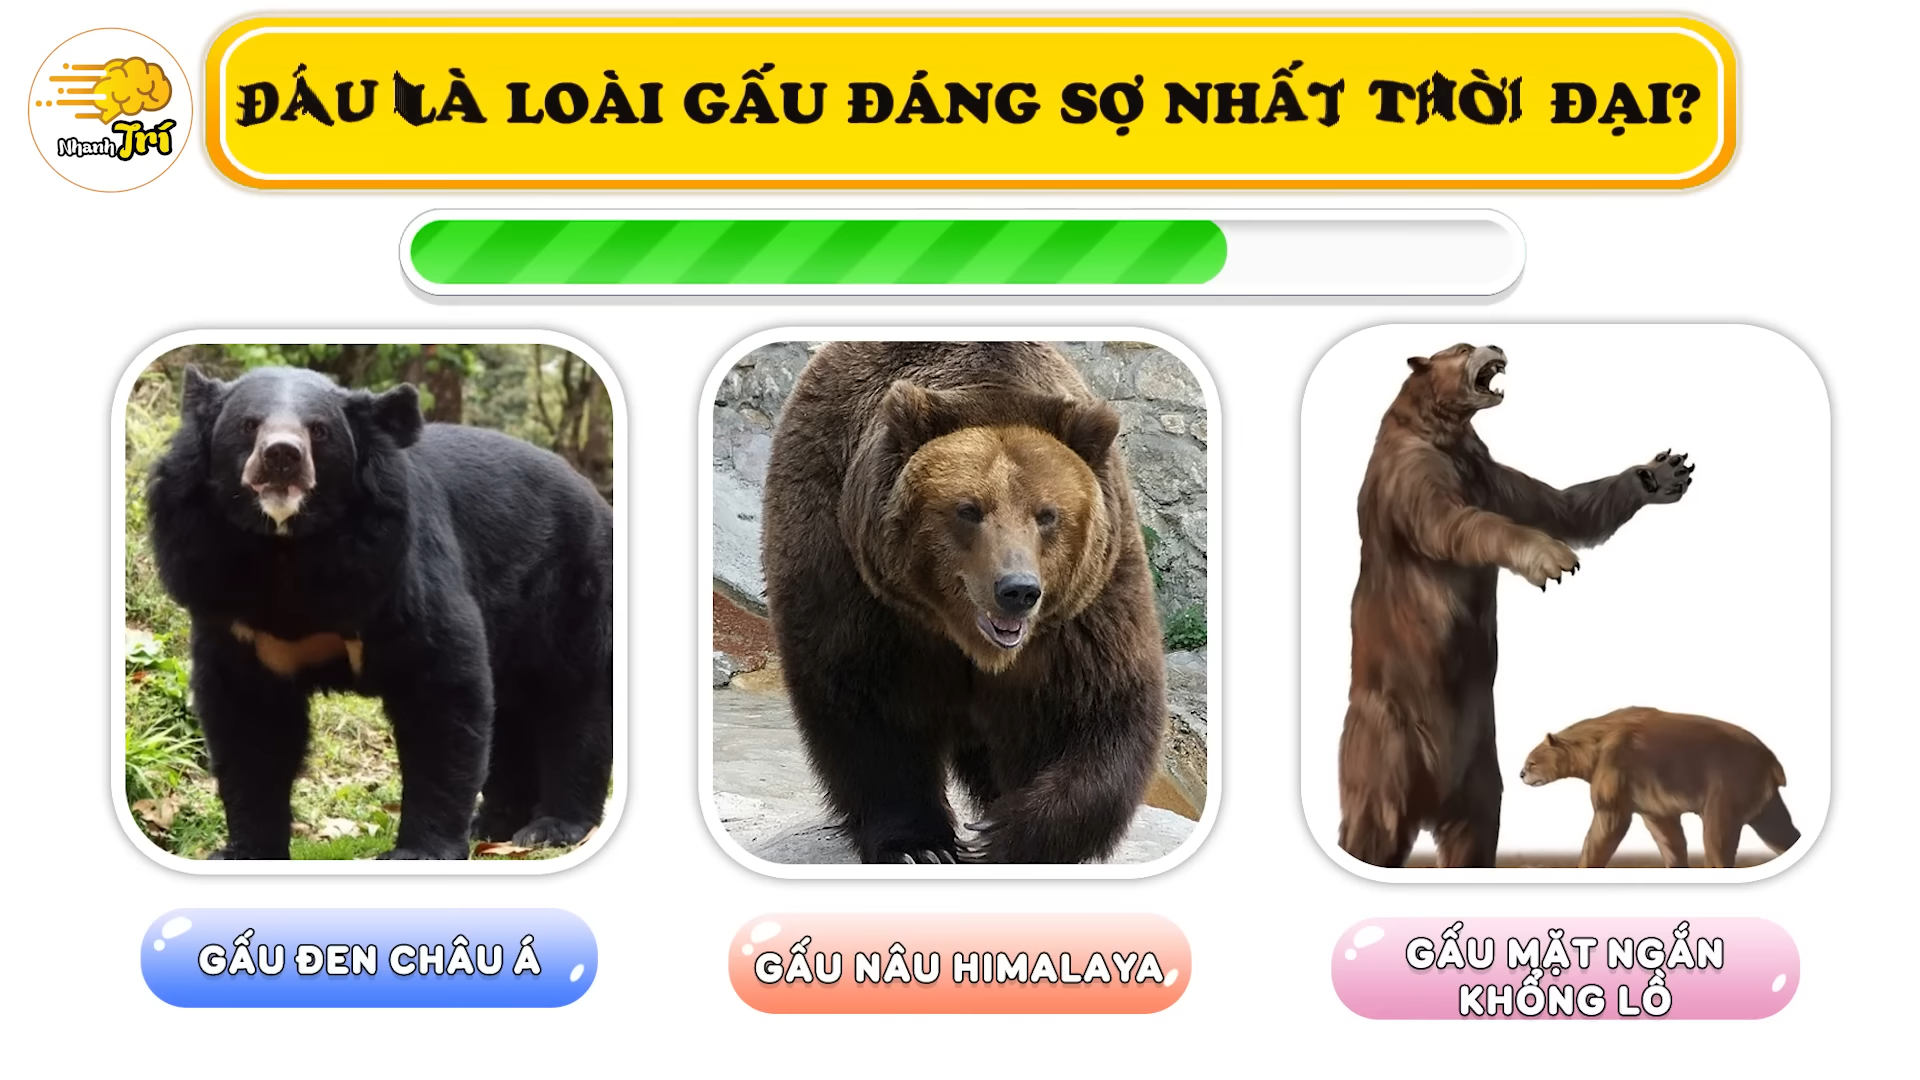 Nhanh Trí
ĐÂU LÀ LOÀI GẤU ĐÁNG SỢ NHẤT THỜI ĐẠI?
GẤU ĐEN CHÂU Á
GẤU NÂU HIMALAYA
GẤU MẶT NGẮN
KHỔNG LỒ